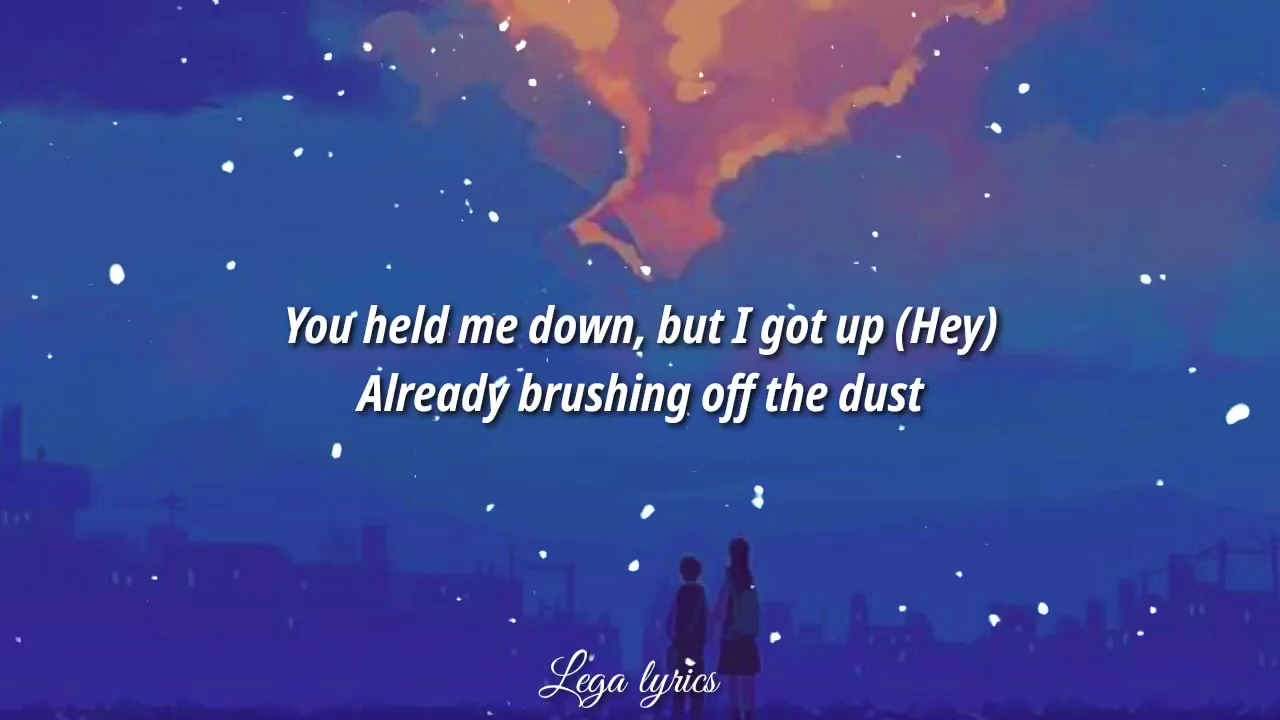 You held me down, but I got up (Hey)
Already brushing off the dust
Lega lyrics